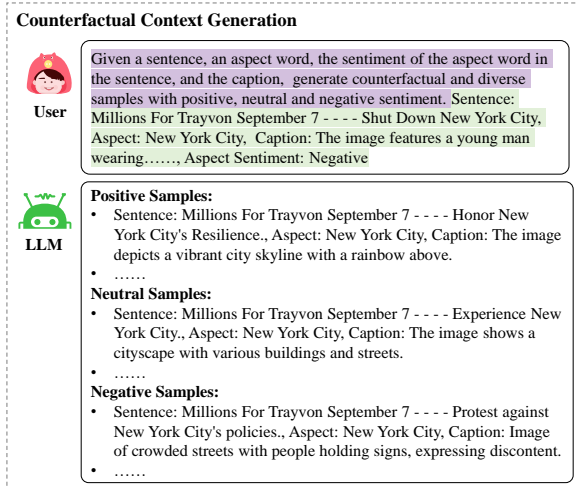 Counterfactual Context Generation
Given a sentence, an aspect word, the sentiment of the aspect word in
the sentence, and the caption, generate counterfactual and diverse
samples with positive, neutral and negative sentiment. Sentence:
Millions For Trayvon September 7 - - - - Shut Down New York City,
Aspect: New York City, Caption: The image features a young man
wearing……, Aspect Sentiment: Negative
User
Positive Samples:
• Sentence: Millions For Trayvon September 7 - - - - Honor New
York City's Resilience., Aspect: New York City, Caption: The image
depicts a vibrant city skyline with a rainbow above.
• ……
LLM
Neutral Samples:
• Sentence: Millions For Trayvon September 7 - - - - Experience New
York City., Aspect: New York City, Caption: The image shows a
cityscape with various buildings and streets.
• ……
Negative Samples:
• Sentence: Millions For Trayvon September 7 - - - - Protest against
New York City's policies., Aspect: New York City, Caption: Image
of crowded streets with people holding signs, expressing discontent.
• ……